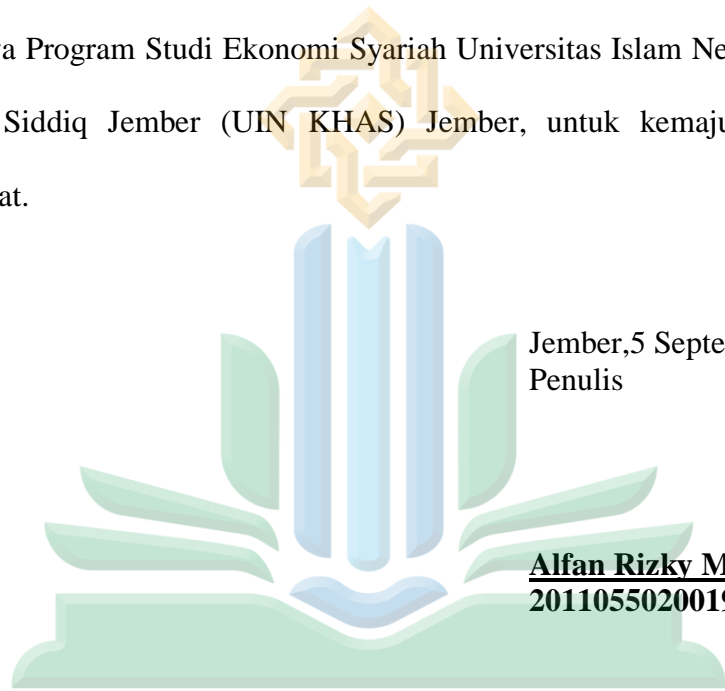 a Program Studi Ekonomi Syariah Universitas Islam Ne
Siddiq Jember (UIN KHAS) Jember, untuk kemaju
at.
Jember,5 Septe
Penulis
Alfan Rizky M
201105502001